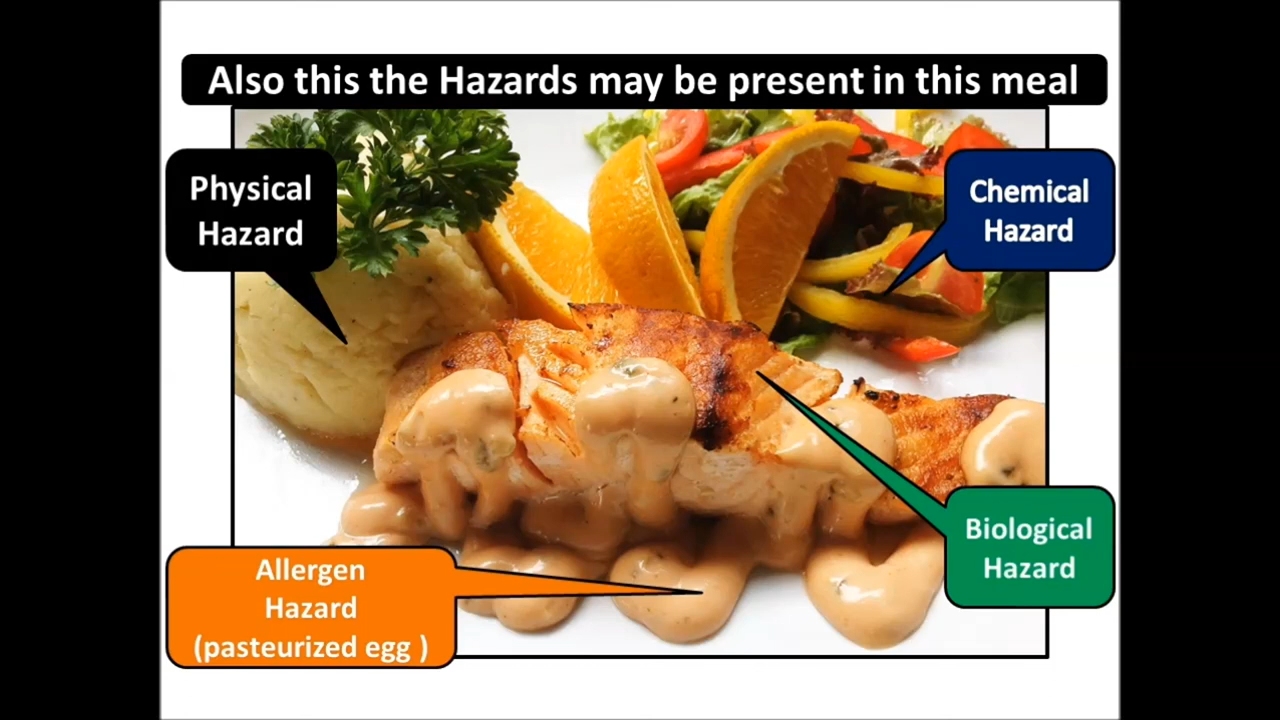 Also this the Hazards may be present in this meal
Physical
Hazard
Chemical
Hazard
Biological
Hazard
Allergen
Hazard
(pasteurized egg )